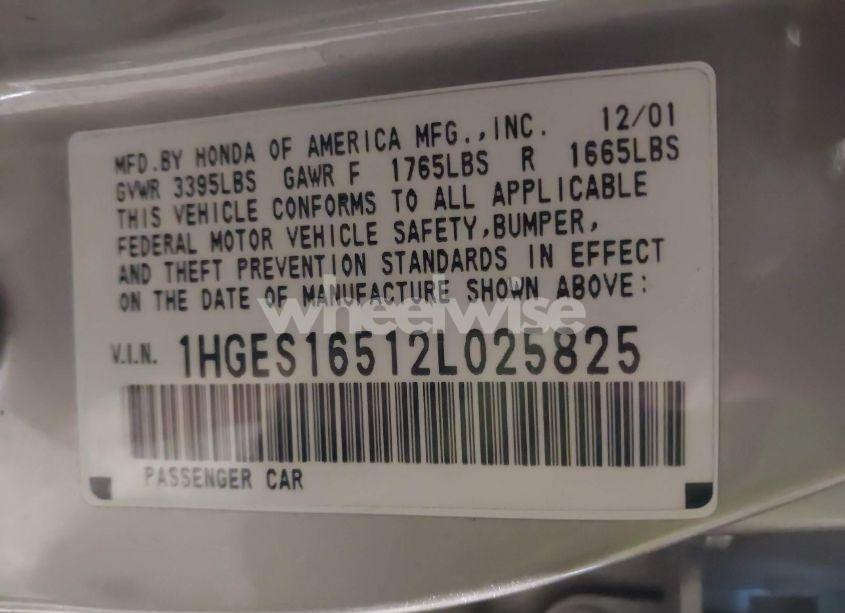 MFD.BY HONDA OF AMERICA MFG.,INC. 12/01
GVWR 3395LBS GAWR F 1765LBS R 1665LBS
THIS VEHICLE CONFORMS TO ALL APPLICABLE
FEDERAL MOTOR VEHICLE SAFETY,BUMPER,
AND THEFT PREVENTION STANDARDS IN EFFECT
ON THE DATE OF MANUFACTURE SHOWN ABOVE:
wheelwise
V.I.N. 1HGES16512L025825
PASSENGER CAR